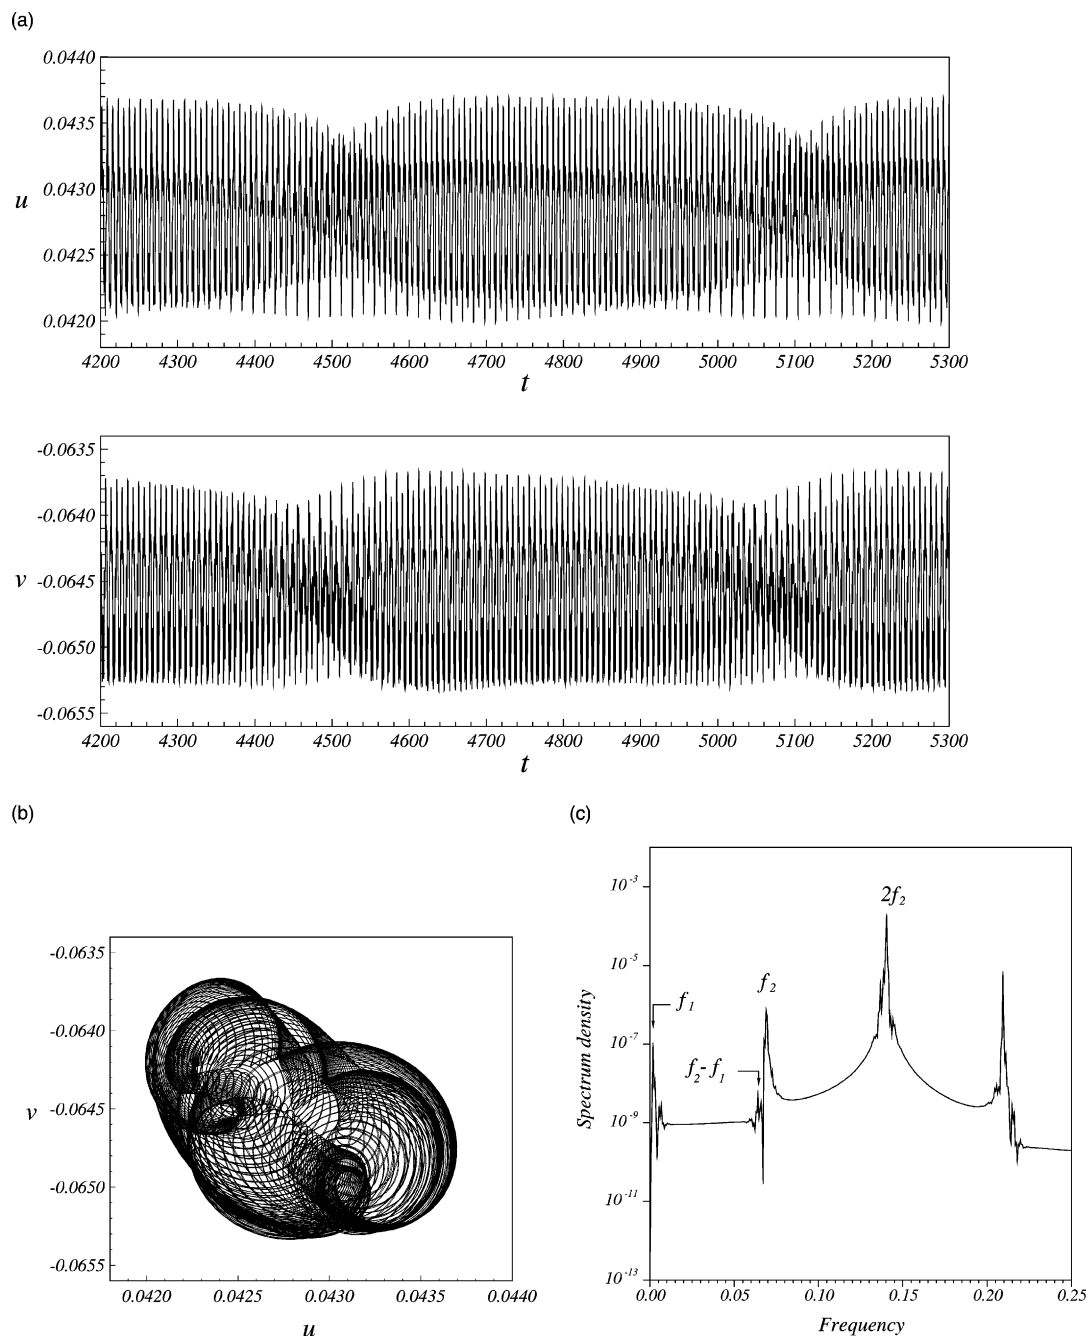 (a)
0.0440
0.0435
0.0430
u
0.0425
0.0420
4200 4300 4400 4500 4600 4700 4800 4900 5000 5100 5200 5300
t
-0.0635
-0.0640
v
-0.0645
-0.0650
-0.0655
4200 4300 4400 4500 4600 4700 4800 4900 5000 5100 5200 5300
t
(b)
-0.0635
-0.0640
v
-0.0645
-0.0650
-0.0655
0.0420 0.0425 0.0430 0.0435 0.0440
u
(c)
10⁻³
10⁻⁵
10⁻⁷
10⁻⁹
10⁻¹¹
10⁻¹³
Spectrum density
f₁
f₂-f₁
f₂
2f₂
0.00 0.05 0.10 0.15 0.20 0.25
Frequency